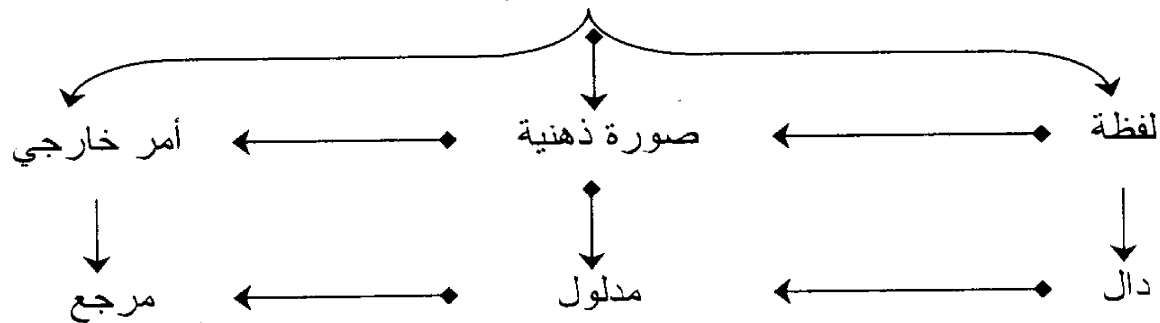 لفظة صورة ذهنية أمر خارجي
دال مدلول مرجع